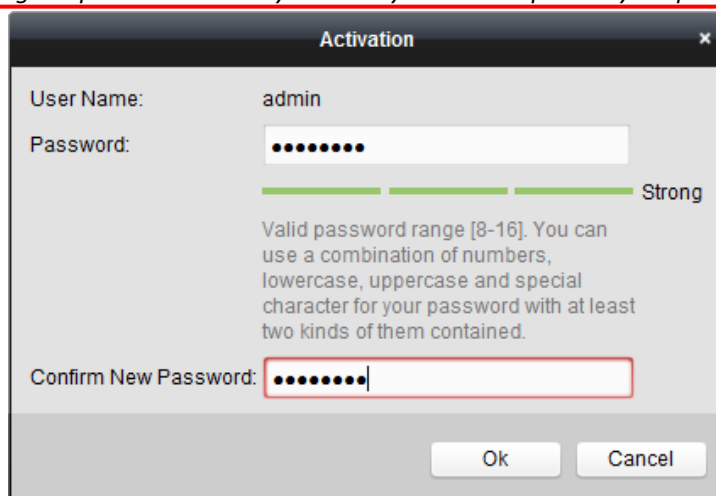 Activation ×
User Name: admin
Password: ●●●●●●●●
Strong
Valid password range [8-16]. You can
use a combination of numbers,
lowercase, uppercase and special
character for your password with at least
two kinds of them contained.
Confirm New Password: ●●●●●●●●
Ok Cancel